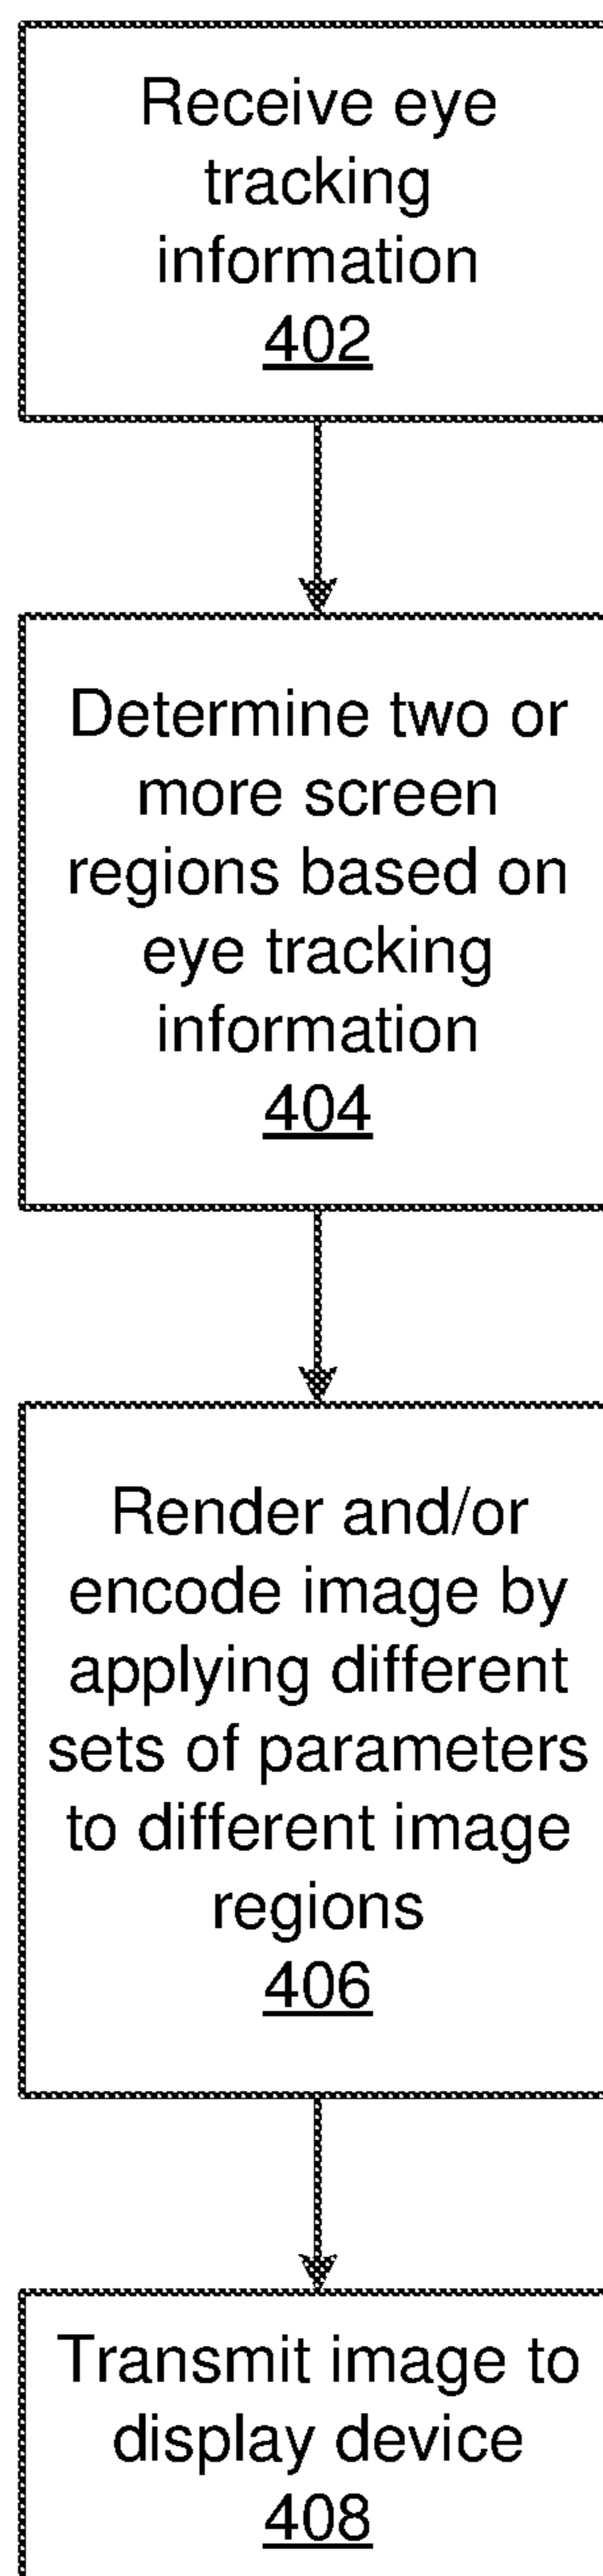 Receive eye
tracking
information
402
Determine two or
more screen
regions based on
eye tracking
information
404
Render and/or
encode image by
applying different
sets of parameters
to different image
regions
406
Transmit image to
display device
408